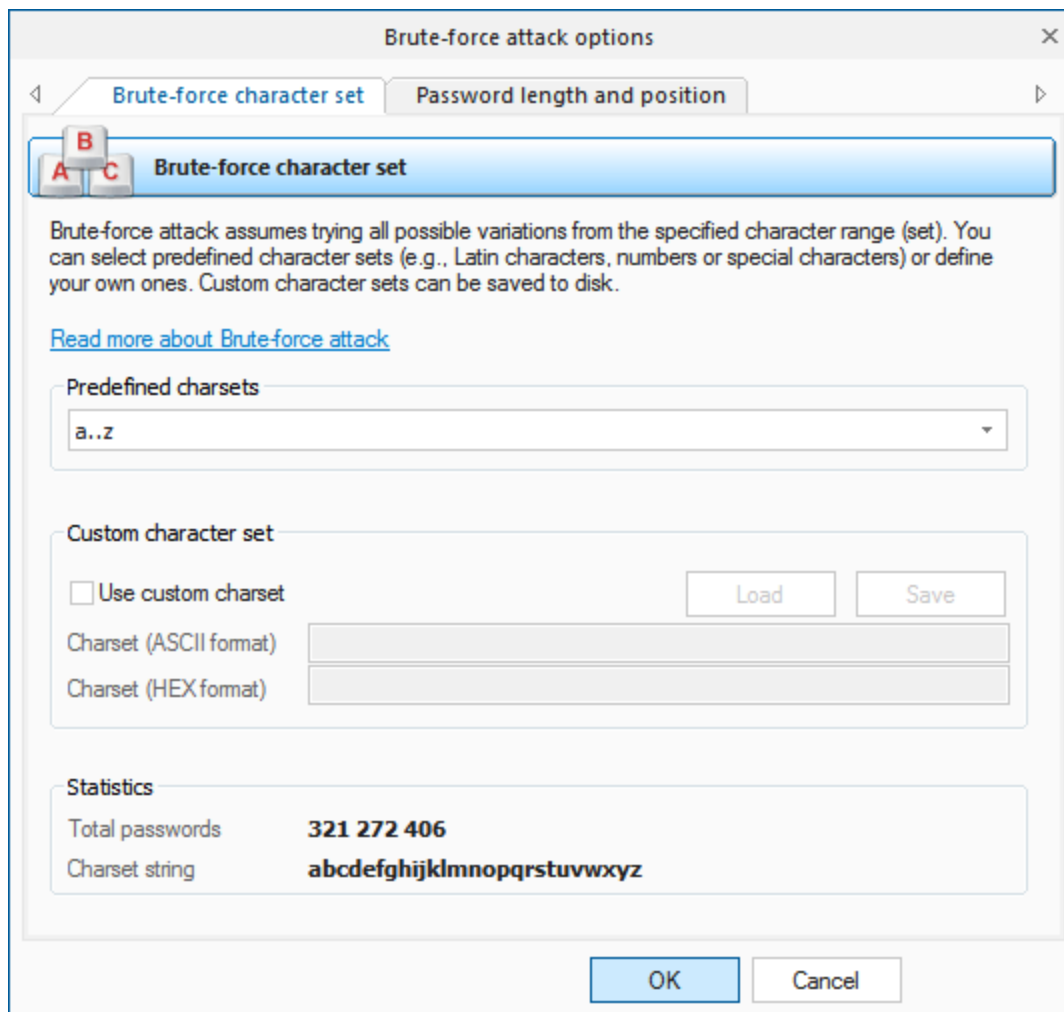 Brute-force attack options
Brute-force character set
Password length and position
B
A C
Brute-force character set
Brute-force attack assumes trying all possible variations from the specified character range (set). You
can select predefined character sets (e.g., Latin characters, numbers or special characters) or define
your own ones. Custom character sets can be saved to disk.
Read more about Brute-force attack
Predefined charsets
a..z
Custom character set
Use custom charset
Load
Save
Charset (ASCII format)
Charset (HEX format)
Statistics
Total passwords 321 272 406
Charset string abcdefghijklmnopqrstuvwxyz
OK
Cancel